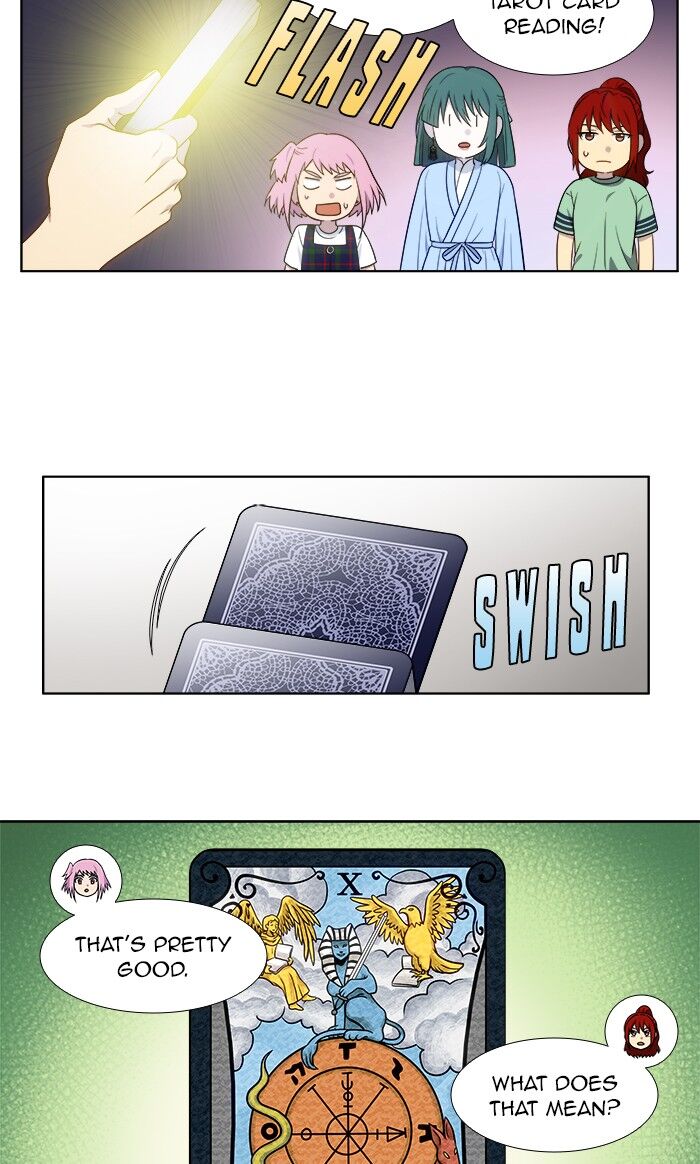 TAROT CARD
READING!
FLASH
SWISH
X
THAT'S PRETTY
GOOD.
WHAT DOES
THAT MEAN?